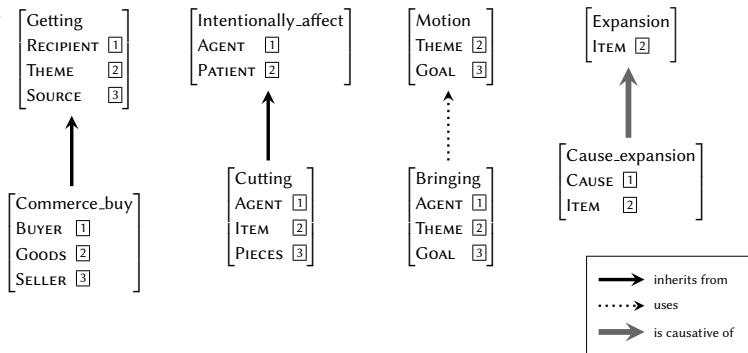 Getting
RECIPIENT 1
THEME 2
SOURCE 3
Intentionally_affect
AGENT 1
PATIENT 2
Motion
THEME 2
GOAL 3
Expansion
ITEM 2
Commerce_buy
BUYER 1
GOODS 2
SELLER 3
Cutting
AGENT 1
ITEM 2
PIECES 3
Bringing
AGENT 1
THEME 2
GOAL 3
Cause_expansion
CAUSE 1
ITEM 2
inherits from
uses
is causative of